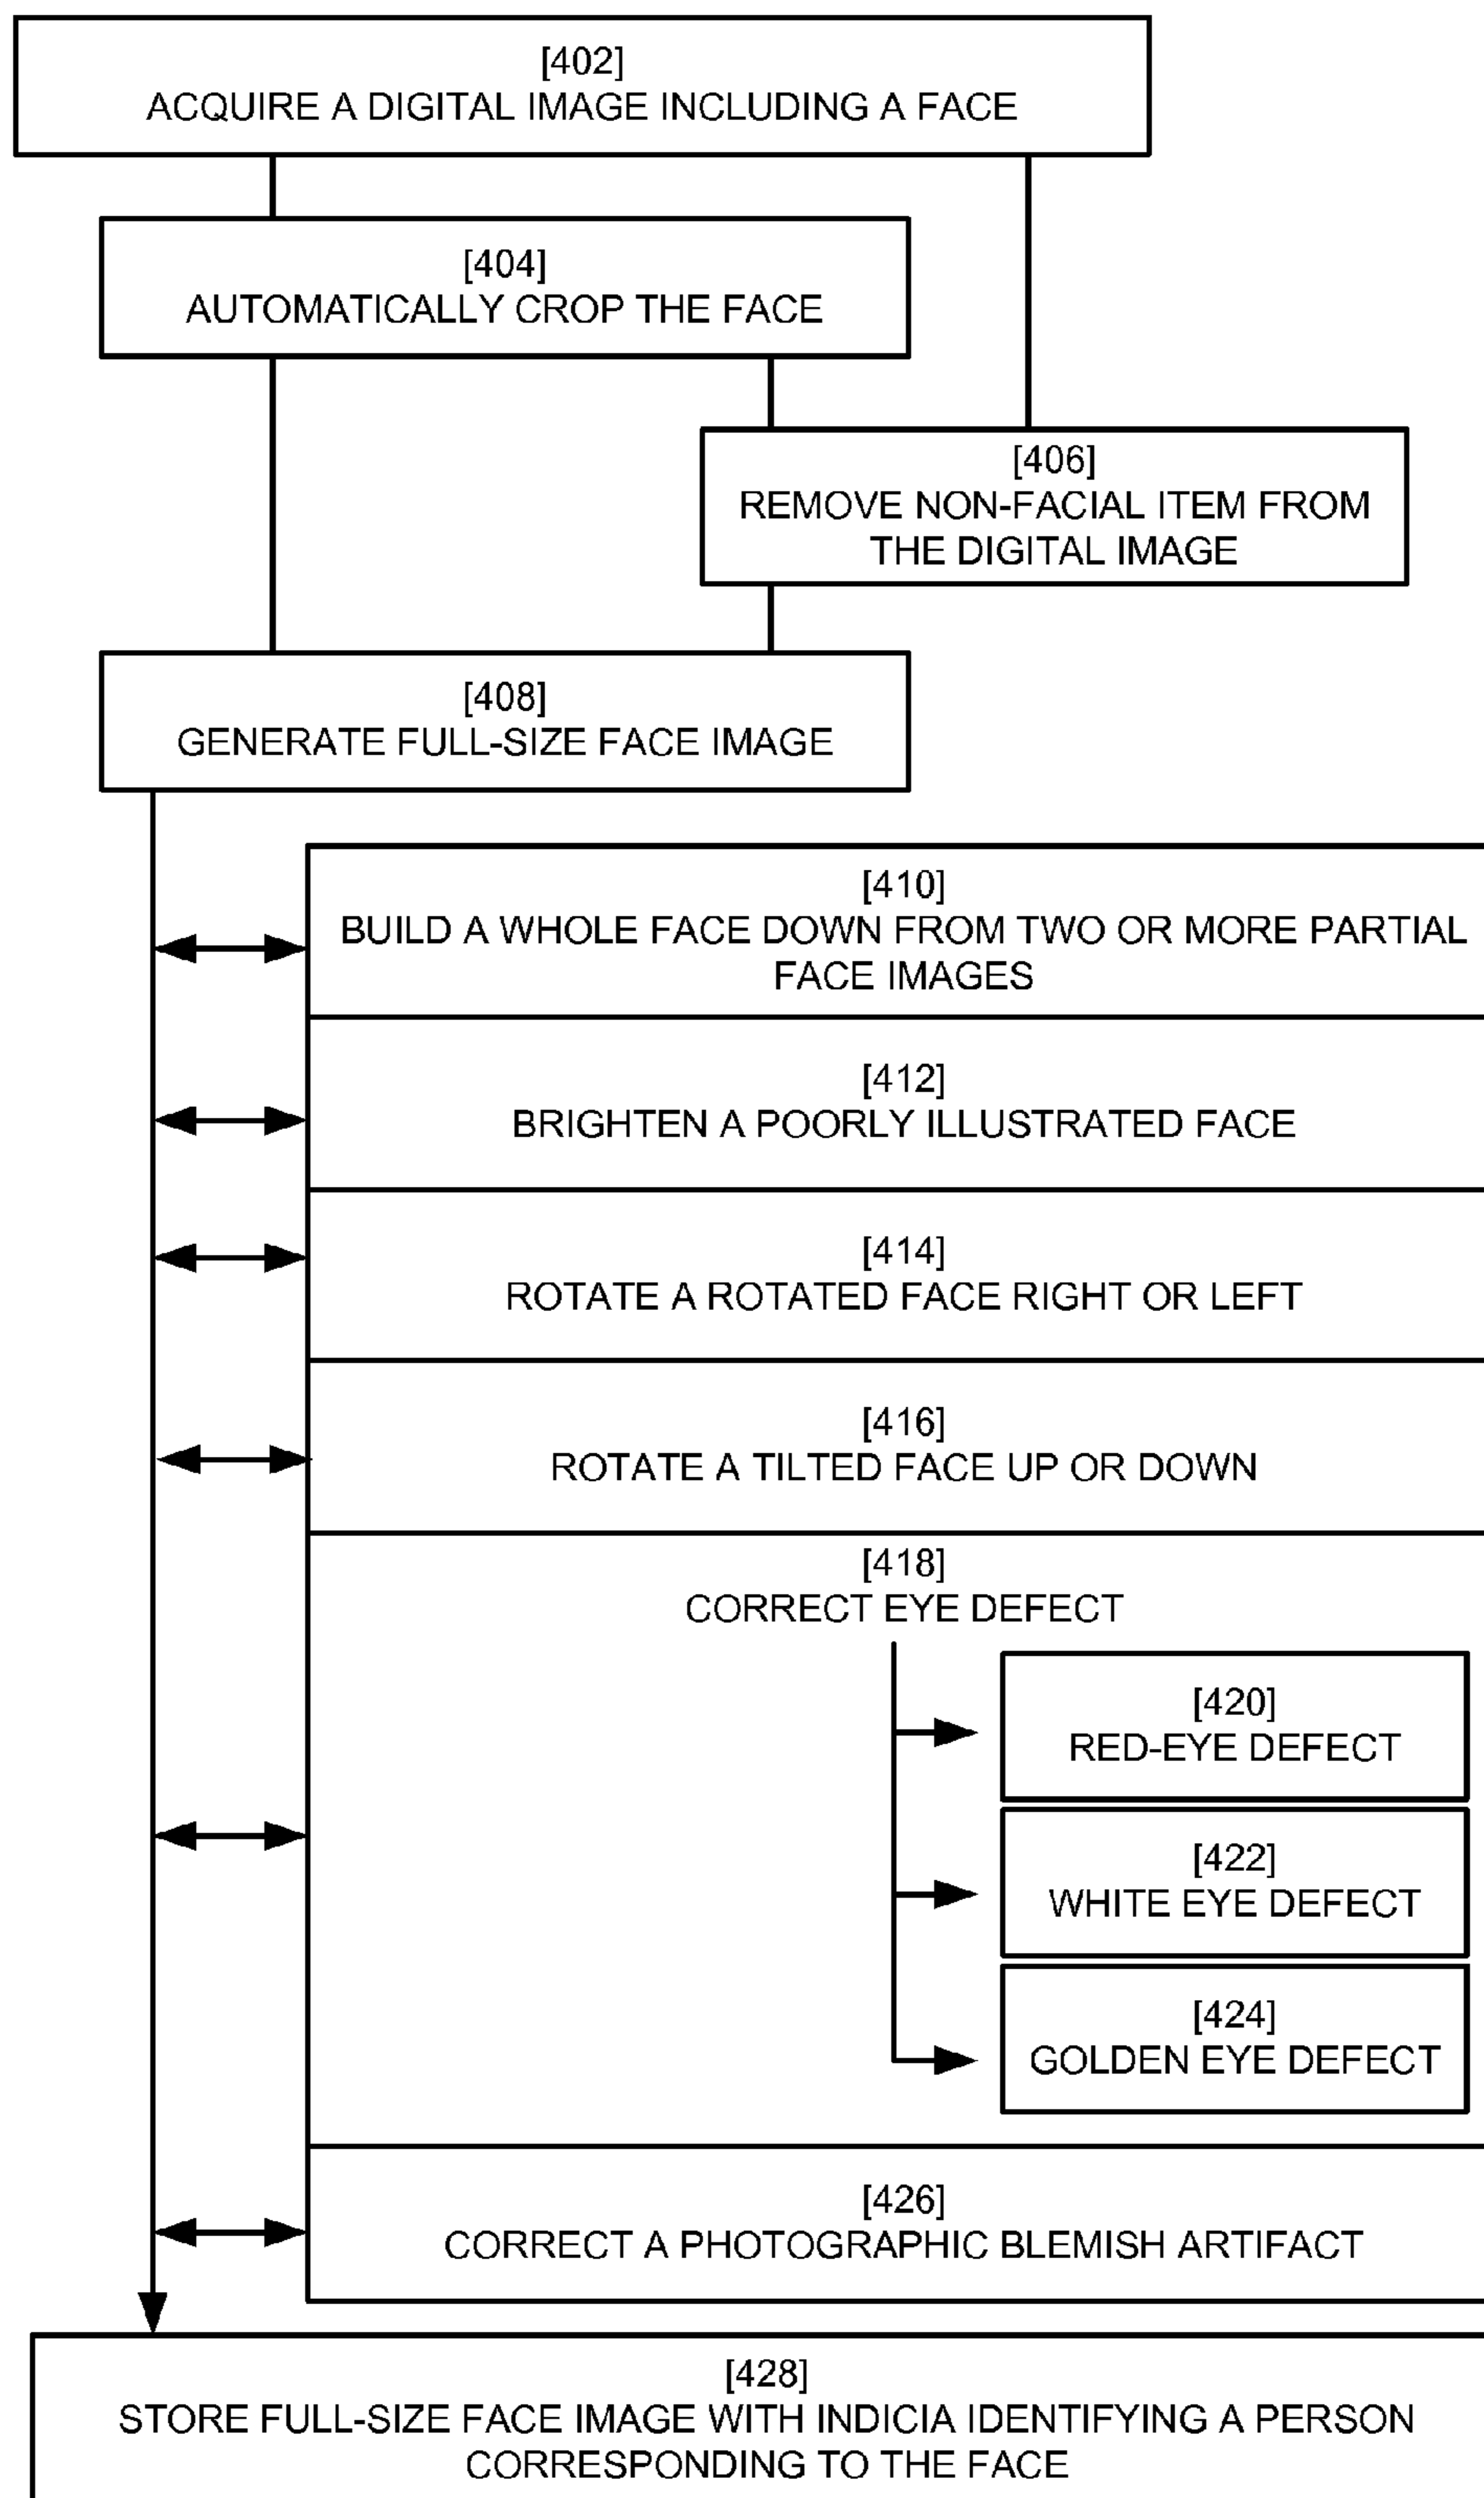 [402]
ACQUIRE A DIGITAL IMAGE INCLUDING A FACE
[404]
AUTOMATICALLY CROP THE FACE
[406]
REMOVE NON-FACIAL ITEM FROM
THE DIGITAL IMAGE
[408]
GENERATE FULL-SIZE FACE IMAGE
[410]
BUILD A WHOLE FACE DOWN FROM TWO OR MORE PARTIAL
FACE IMAGES
[412]
BRIGHTEN A POORLY ILLUSTRATED FACE
[414]
ROTATE A ROTATED FACE RIGHT OR LEFT
[416]
ROTATE A TILTED FACE UP OR DOWN
[418]
CORRECT EYE DEFECT
[420]
RED-EYE DEFECT
[422]
WHITE EYE DEFECT
[424]
GOLDEN EYE DEFECT
[426]
CORRECT A PHOTOGRAPHIC BLEMISH ARTIFACT
[428]
STORE FULL-SIZE FACE IMAGE WITH INDICIA IDENTIFYING A PERSON
CORRESPONDING TO THE FACE